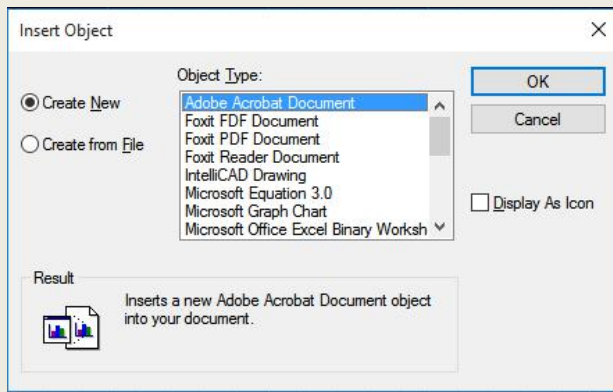 Insert Object
Object Type:
Create New
Create from File
Adobe Acrobat Document
Foxit FDF Document
Foxit PDF Document
Foxit Reader Document
IntelliCAD Drawing
Microsoft Equation 3.0
Microsoft Graph Chart
Microsoft Office Excel Binary Worksh
OK
Cancel
Display As Icon
Result
Inserts a new Adobe Acrobat Document object
into your document.